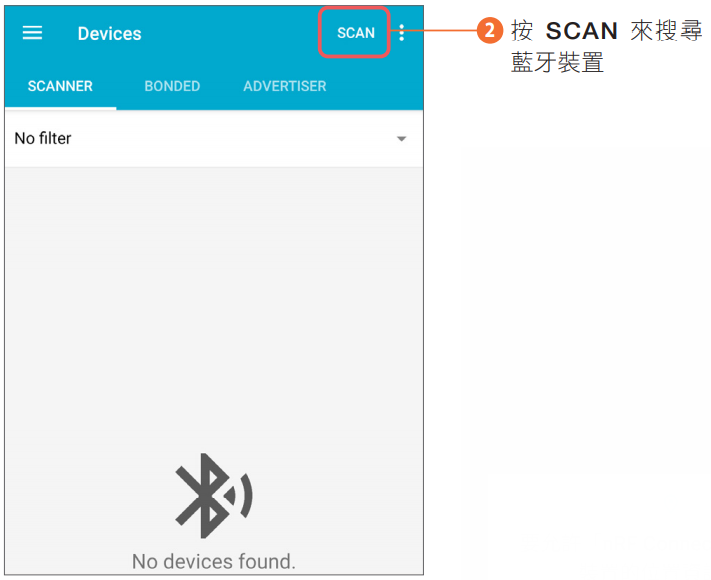 Devices
SCAN
SCANNER
BONDED
ADVERTISER
No filter
No devices found.
2 按 SCAN 來搜尋
藍牙裝置